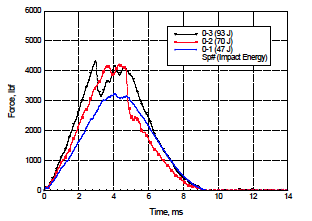 6000
5000
4000
3000
2000
1000
0
Force, lbf
0-3 (93 J)
0-2 (70 J)
0-1 (47 J)
Sp# (Impact Energy)
0 2 4 6 8 10 12 14
Time, ms